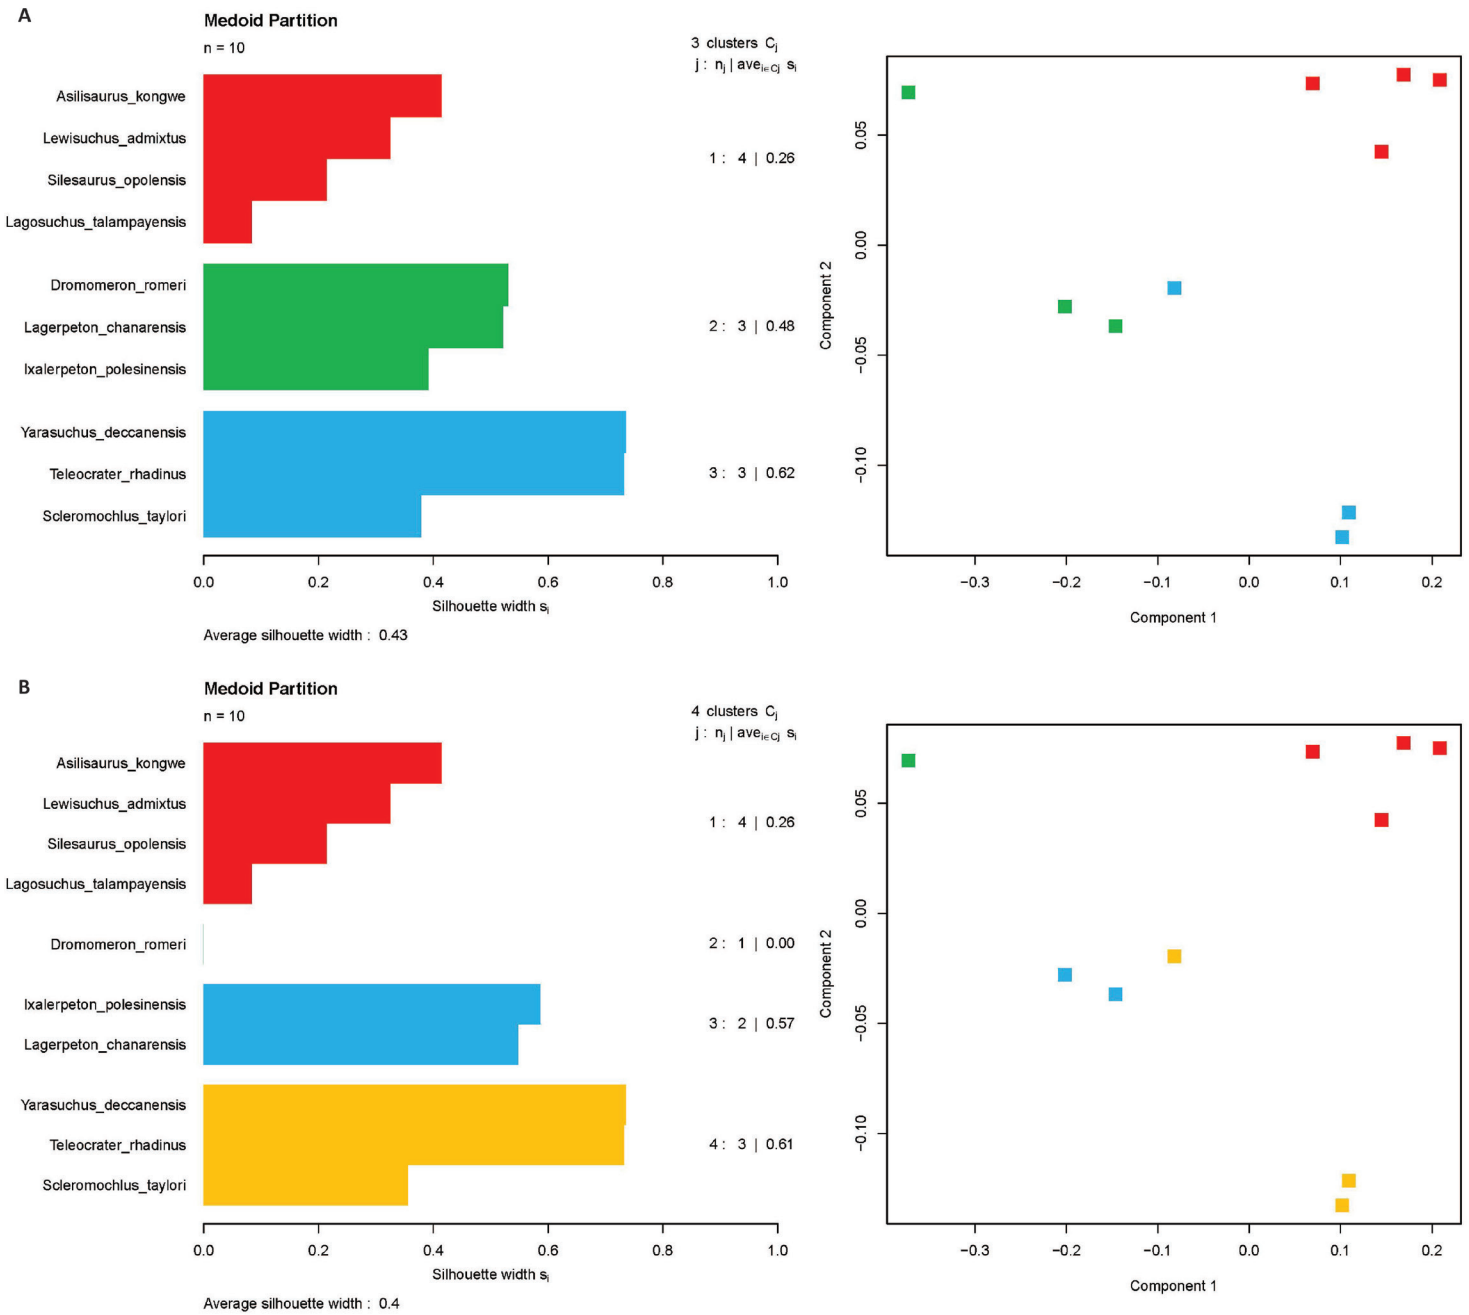 A
Medoid Partition
n = 10
3 clusters Cj
j : nj | avei∈Cj si
Asilisaurus_kongwe
Lewisuchus_admixtus
1 : 4 | 0.26
Silesaurus_opolensis
Lagosuchus_talampayensis
Dromomeron_romeri
Lagerpeton_chanarensis
2 : 3 | 0.48
Ixalerpeton_polesinensis
Yarasuchus_deccanensis
Teleocrater_rhadinus
3 : 3 | 0.62
Scleromochlus_taylori
0.0 0.2 0.4 0.6 0.8 1.0
Silhouette width si
Average silhouette width : 0.43
0.05
0.00
−0.05
−0.10
Component 2
−0.3 −0.2 −0.1 0.0 0.1 0.2
Component 1
B
Medoid Partition
n = 10
4 clusters Cj
j : nj | avei∈Cj si
Asilisaurus_kongwe
Lewisuchus_admixtus
1 : 4 | 0.26
Silesaurus_opolensis
Lagosuchus_talampayensis
Dromomeron_romeri
2 : 1 | 0.00
Ixalerpeton_polesinensis
3 : 2 | 0.57
Lagerpeton_chanarensis
Yarasuchus_deccanensis
Teleocrater_rhadinus
4 : 3 | 0.61
Scleromochlus_taylori
0.0 0.2 0.4 0.6 0.8 1.0
Silhouette width si
Average silhouette width : 0.4
0.05
0.00
−0.05
−0.10
Component 2
−0.3 −0.2 −0.1 0.0 0.1 0.2
Component 1